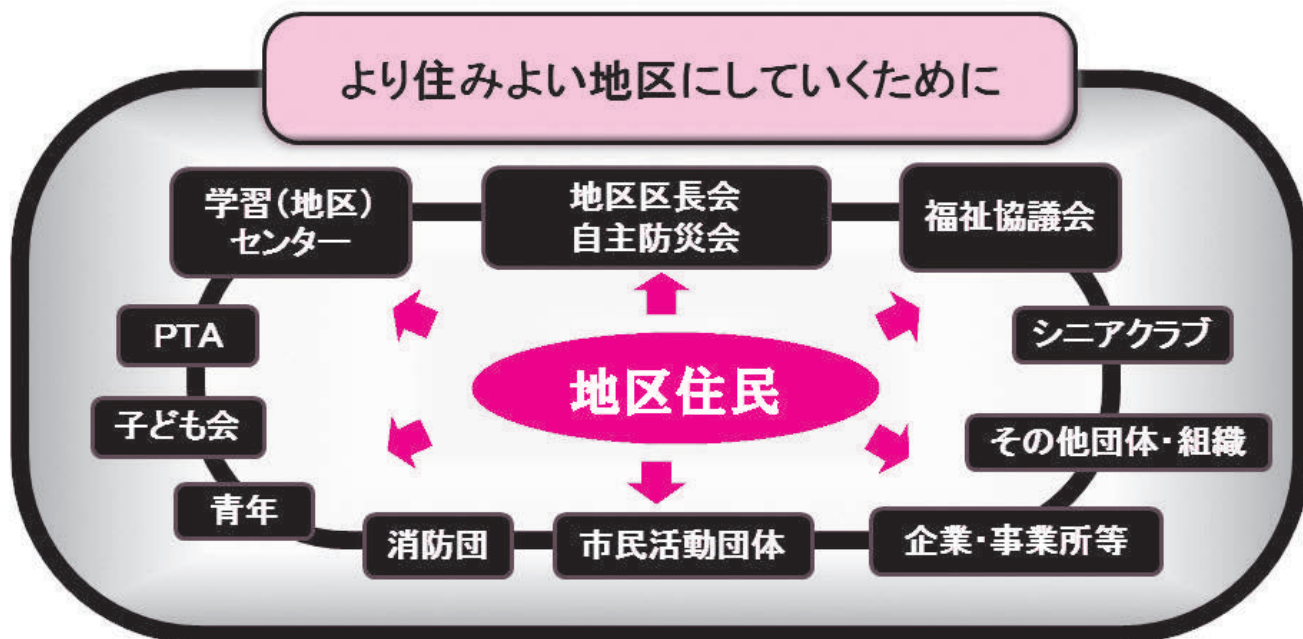 より住みよい地区にしていくために
学習(地区)
センター
地区区長会
自主防災会
福祉協議会
PTA
シニアクラブ
地区住民
子ども会
その他団体・組織
青年
消防団
市民活動団体
企業・事業所等